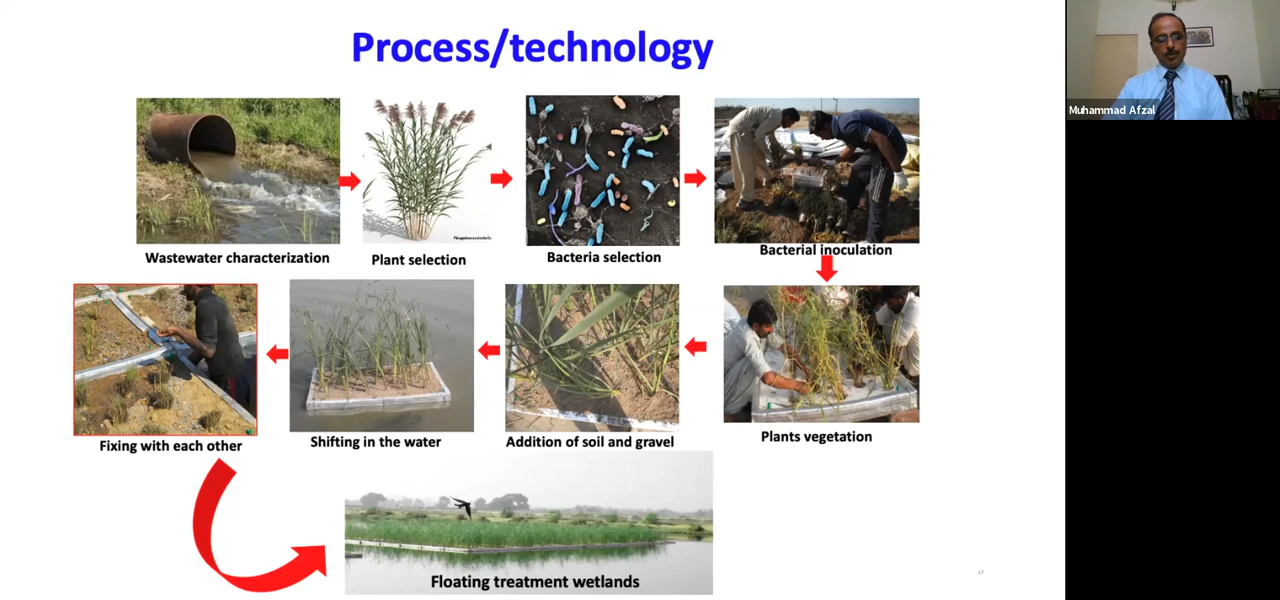 Process/technology
Muhammad Afzal
Wastewater characterization
Plant selection
Bacteria selection
Bacterial inoculation
Fixing with each other
Shifting in the water
Addition of soil and gravel
Plants vegetation
Floating treatment wetlands
17